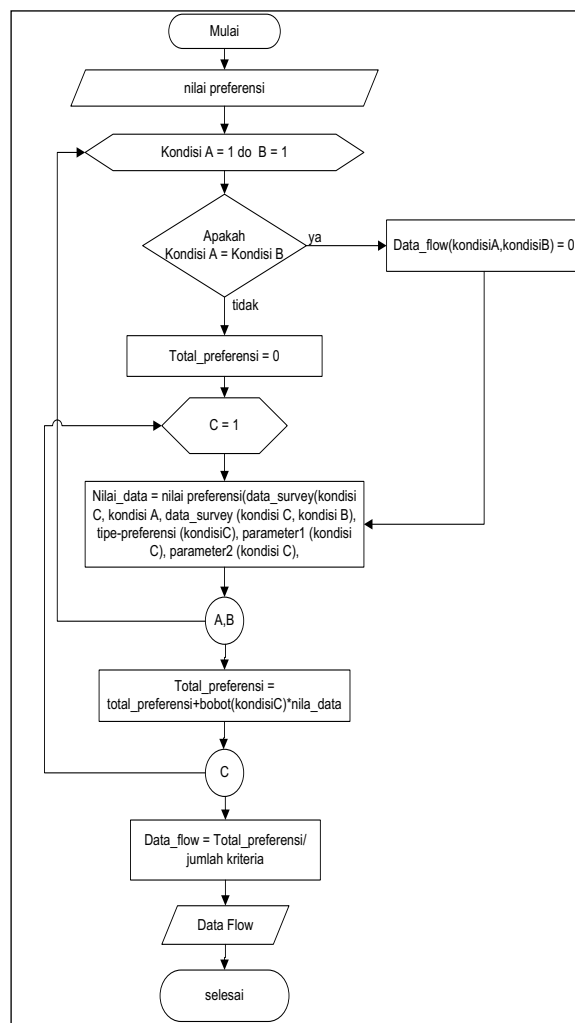 Mulai
nilai preferensi
Kondisi A = 1 do B = 1
Apakah
Kondisi A = Kondisi B
ya
Data_flow(kondisiA,kondisiB) = 0
tidak
Total_preferensi = 0
C = 1
Nilai_data = nilai preferensi(data_survey(kondisi
C, kondisi A, data_survey (kondisi C, kondisi B),
tipe-preferensi (kondisiC), parameter1 (kondisi
C), parameter2 (kondisi C),
A,B
Total_preferensi =
total_preferensi+bobot(kondisiC)*nila_data
C
Data_flow = Total_preferensi/
jumlah kriteria
Data Flow
selesai